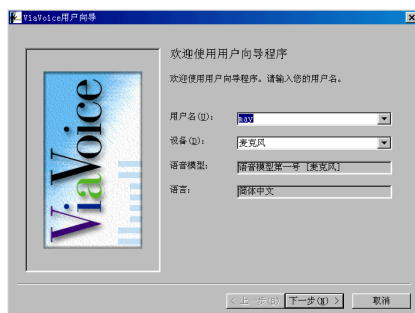 ViaVoice用户向导
ViaVoice
欢迎使用用户向导程序
欢迎使用用户向导程序。请输入您的用户名。
用户名(U):
may
设备(D):
麦克风
语音模型:
语音模型第一号 [麦克风]
语言:
简体中文
< 上一步(B)
下一步(N) >
取消